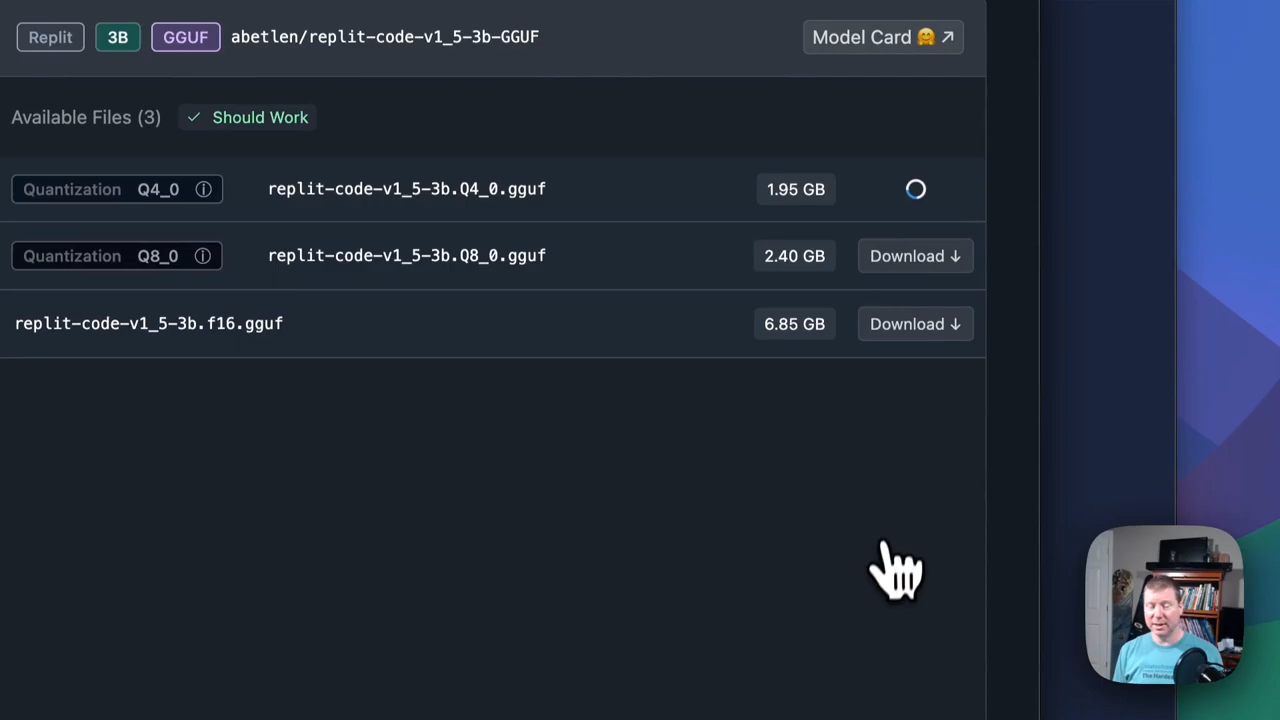 Replit 3B GGUF abetlen/replit-code-v1_5-3b-GGUF Model Card 🤗 ↗
Available Files (3) ✓ Should Work
Quantization Q4_0 ⓘ replit-code-v1_5-3b.Q4_0.gguf 1.95 GB
Quantization Q8_0 ⓘ replit-code-v1_5-3b.Q8_0.gguf 2.40 GB Download ↓
replit-code-v1_5-3b.f16.gguf 6.85 GB Download ↓